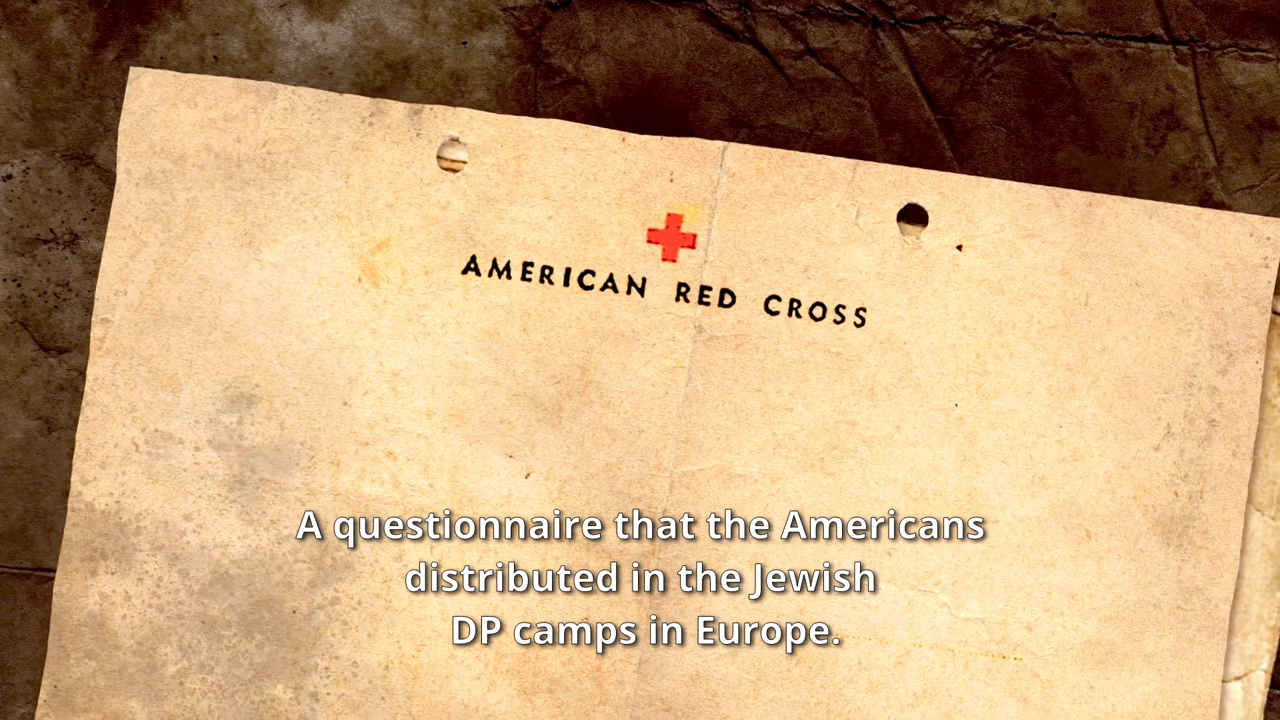 AMERICAN RED CROSS
A questionnaire that the Americans
distributed in the Jewish
DP camps in Europe.